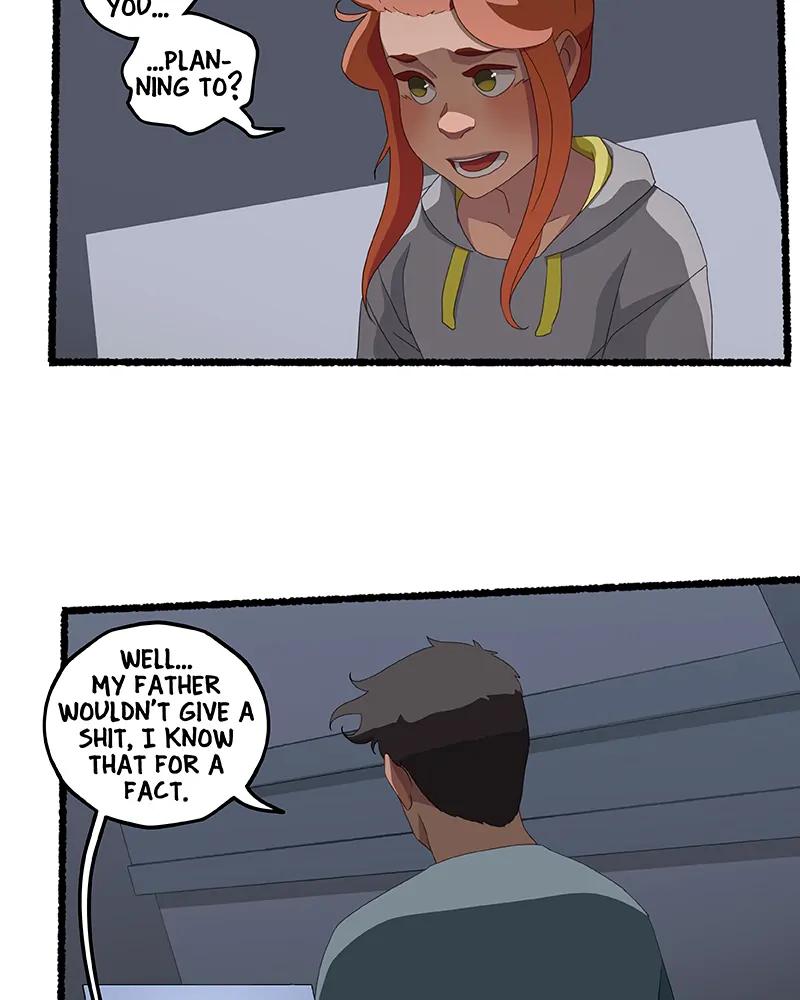 YOU...
...PLAN-
NING TO?
WELL...
MY FATHER
WOULDN'T GIVE A
SHIT, I KNOW
THAT FOR A
FACT.